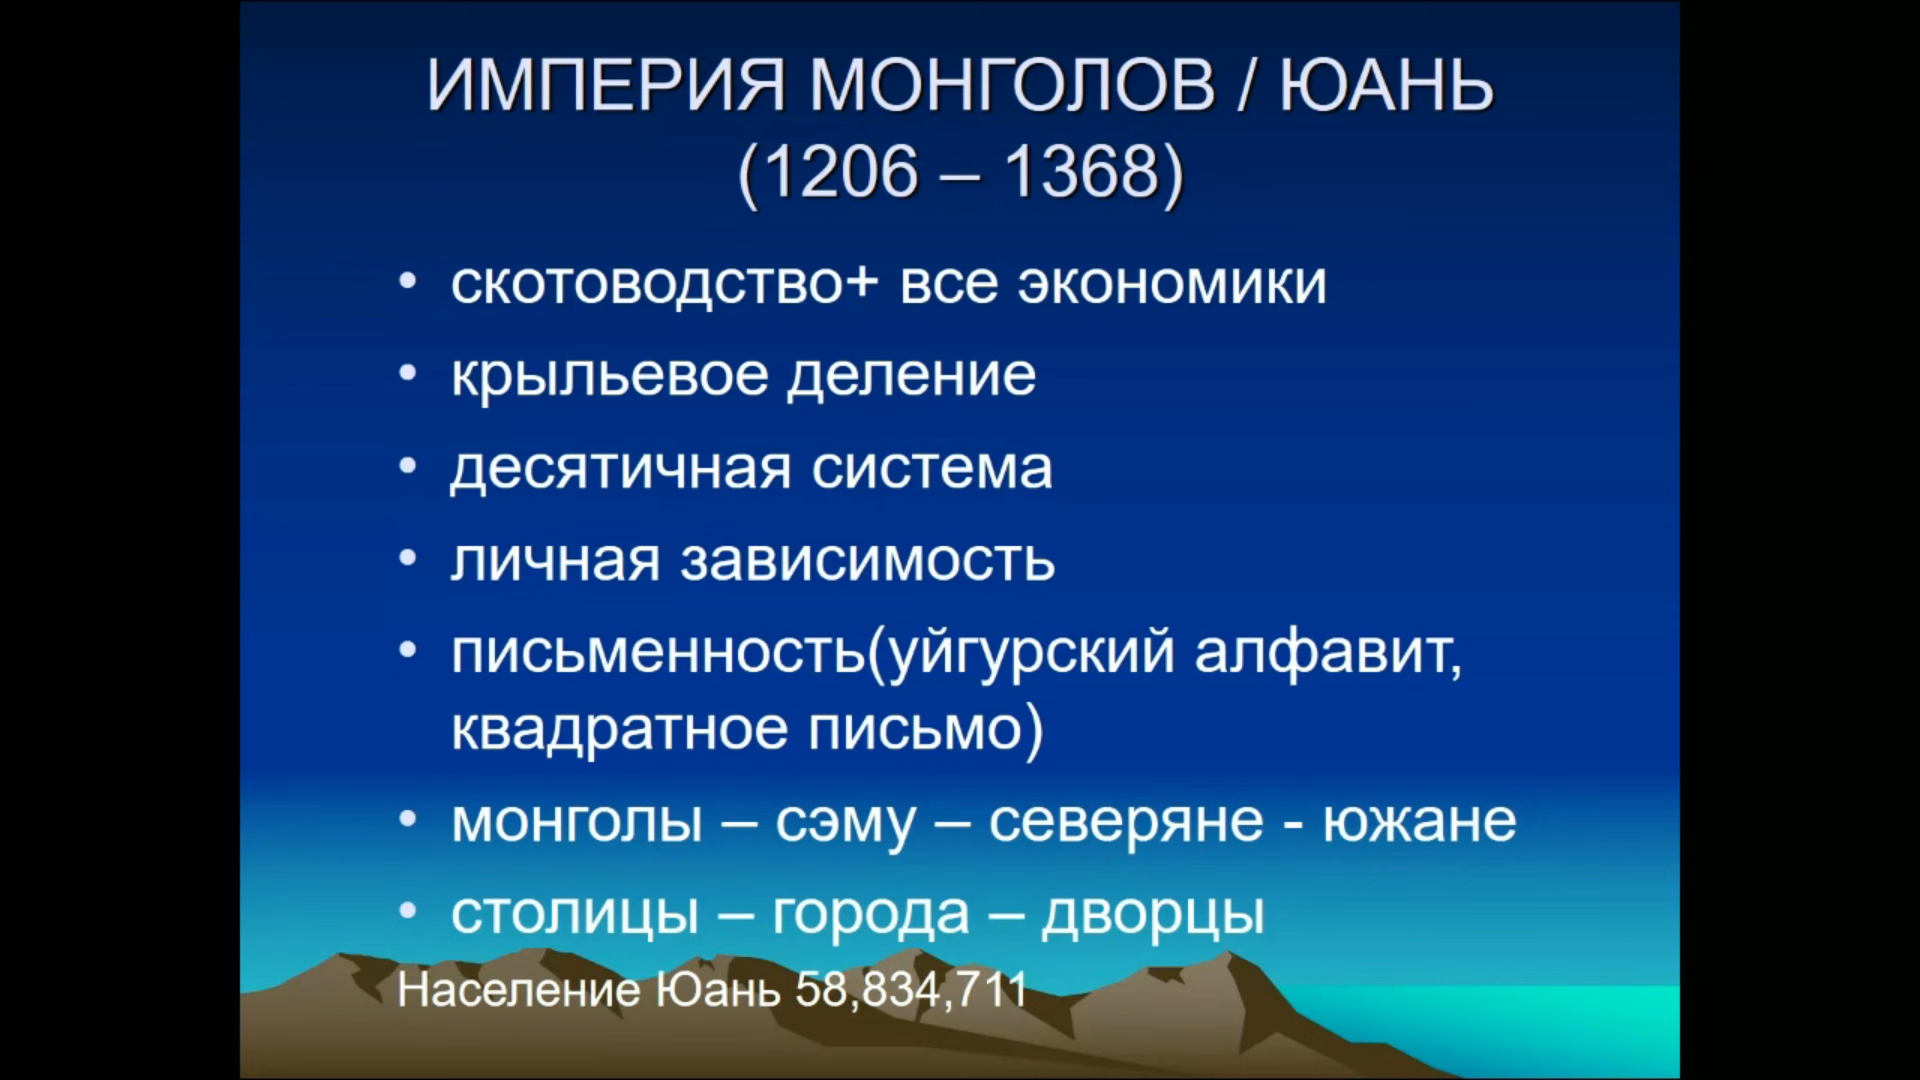 ИМПЕРИЯ МОНГОЛОВ / ЮАНЬ
(1206 – 1368)
• скотоводство+ все экономики
• крыльевое деление
• десятичная система
• личная зависимость
• письменность(уйгурский алфавит,
квадратное письмо)
• монголы – сэму – северяне - южане
• столицы – города – дворцы
Население Юань 58,834,711